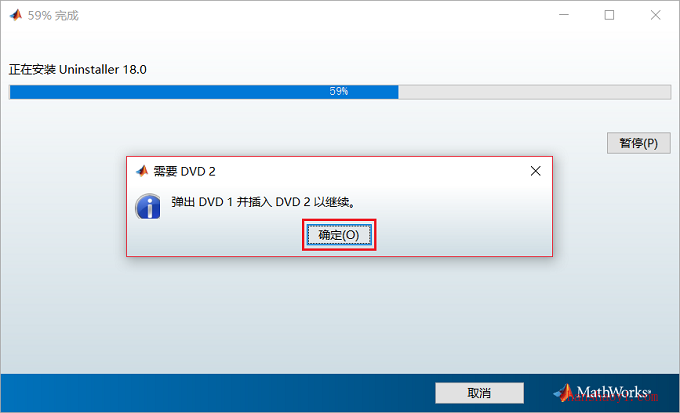 59% 完成
正在安装 Uninstaller 18.0
59%
暂停(P)
需要 DVD 2
弹出 DVD 1 并插入 DVD 2 以继续。
确定(O)
取消
MathWorks®